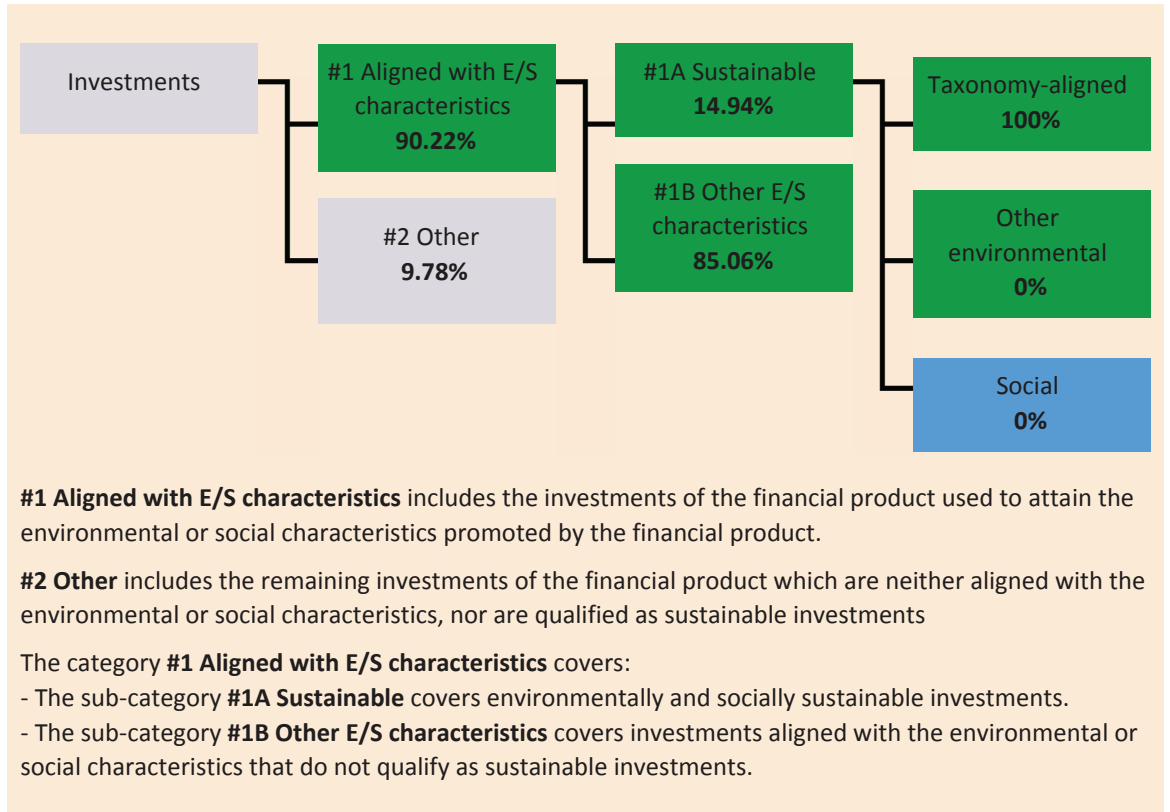 Investments
#1 Aligned with E/S
characteristics
90.22%
#2 Other
9.78%
#1A Sustainable
14.94%
#1B Other E/S
characteristics
85.06%
Taxonomy-aligned
100%
Other
environmental
0%
Social
0%
#1 Aligned with E/S characteristics includes the investments of the financial product used to attain the
environmental or social characteristics promoted by the financial product.
#2 Other includes the remaining investments of the financial product which are neither aligned with the
environmental or social characteristics, nor are qualified as sustainable investments
The category #1 Aligned with E/S characteristics covers:
- The sub-category #1A Sustainable covers environmentally and socially sustainable investments.
- The sub-category #1B Other E/S characteristics covers investments aligned with the environmental or
social characteristics that do not qualify as sustainable investments.